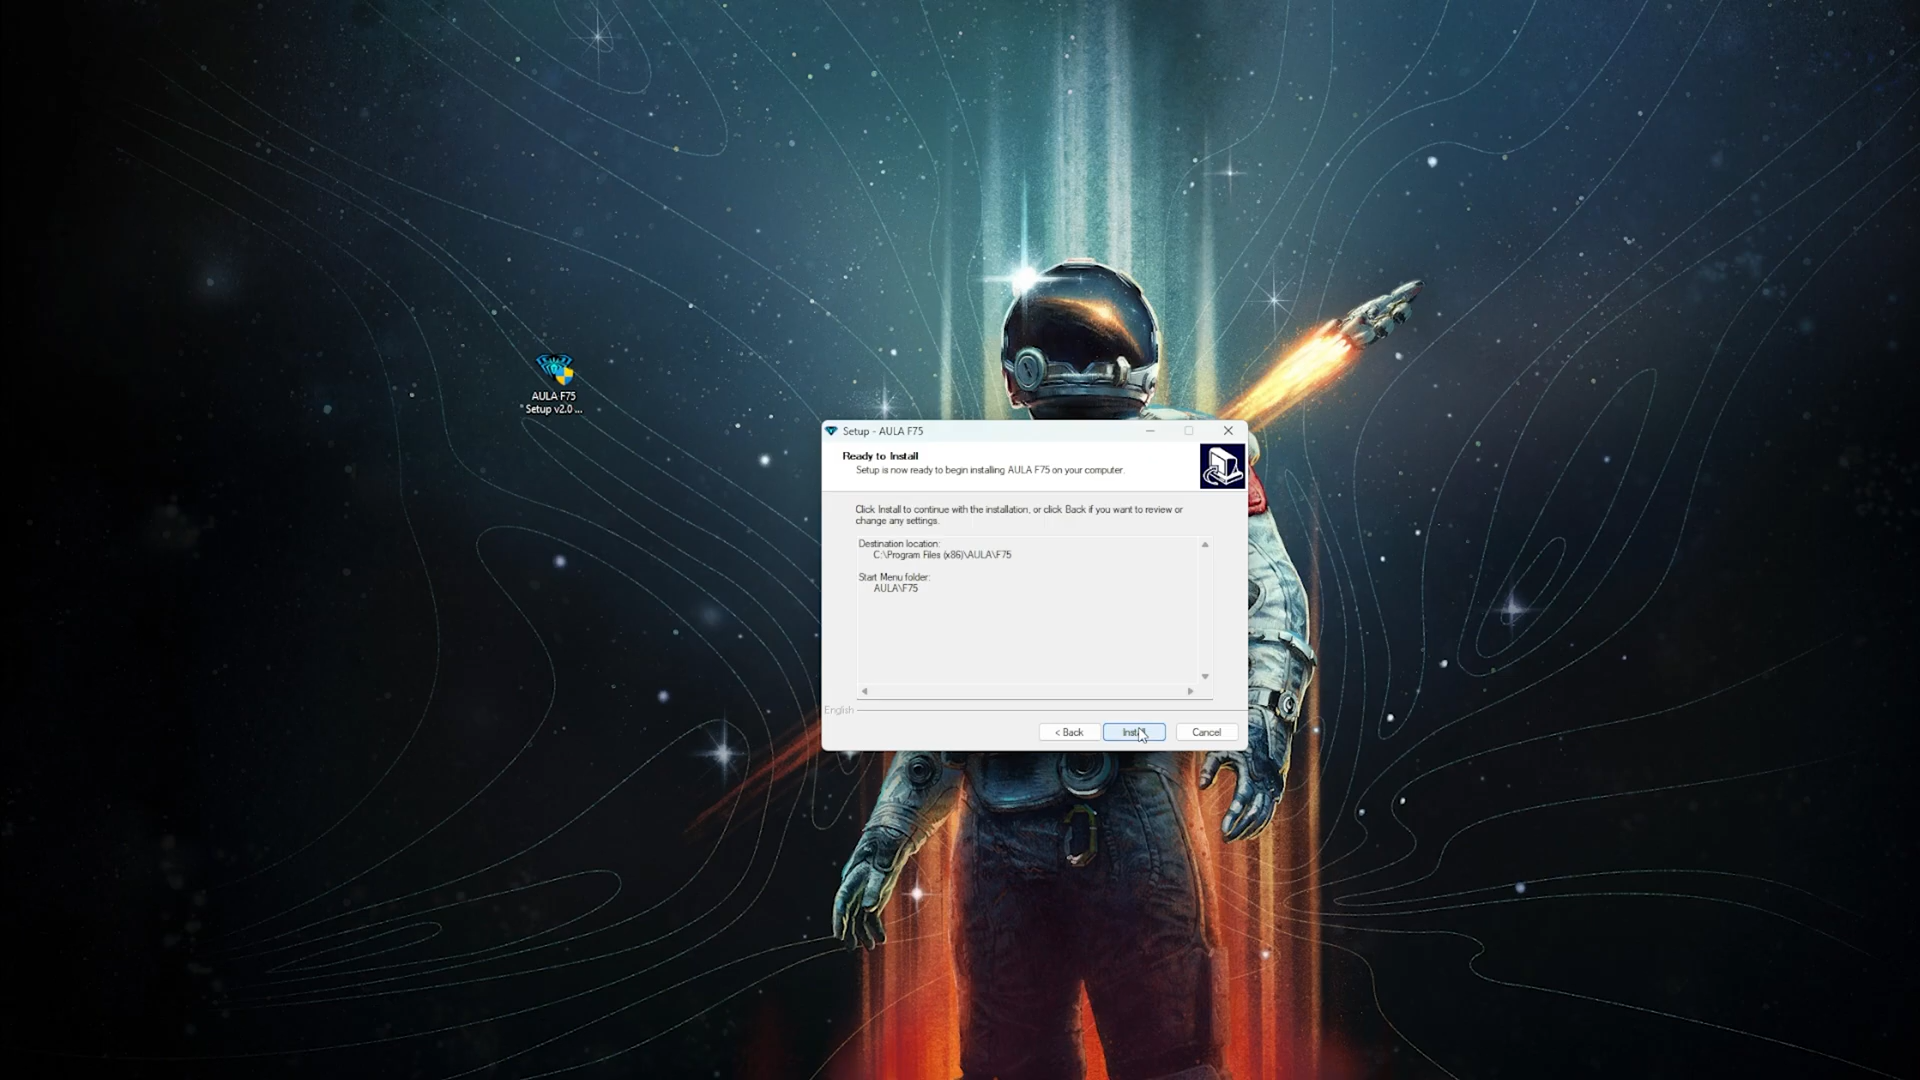 AULA F75
Setup v2.0 ...
Setup - AULA F75
Ready to Install
Setup is now ready to begin installing AULA F75 on your computer.
Click Install to continue with the installation, or click Back if you want to review or
change any settings.
Destination location:
C:\Program Files (x86)\AULA\F75
Start Menu folder:
AULA\F75
English
< Back
Install
Cancel